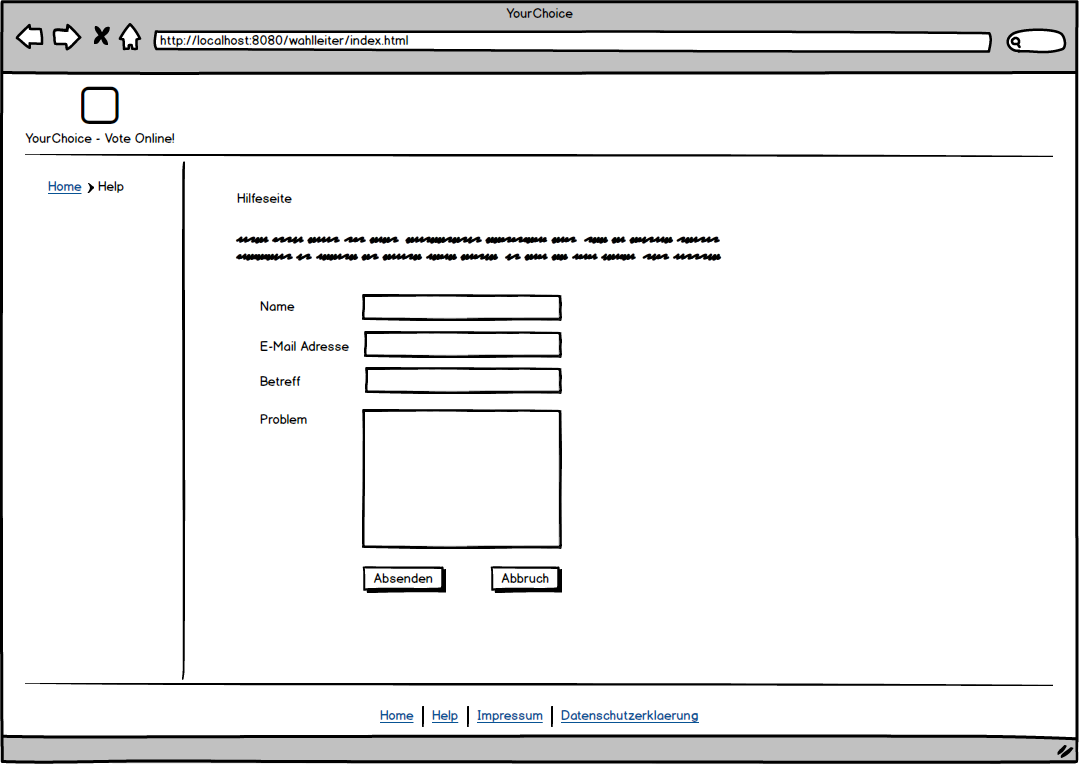 YourChoice
http://localhost:8080/wahlleiter/index.html
YourChoice - Vote Online!
Home Help
Hilfeseite
Name
E-Mail Adresse
Betreff
Problem
Absenden Abbruch
Home Help Impressum Datenschutzerklaerung